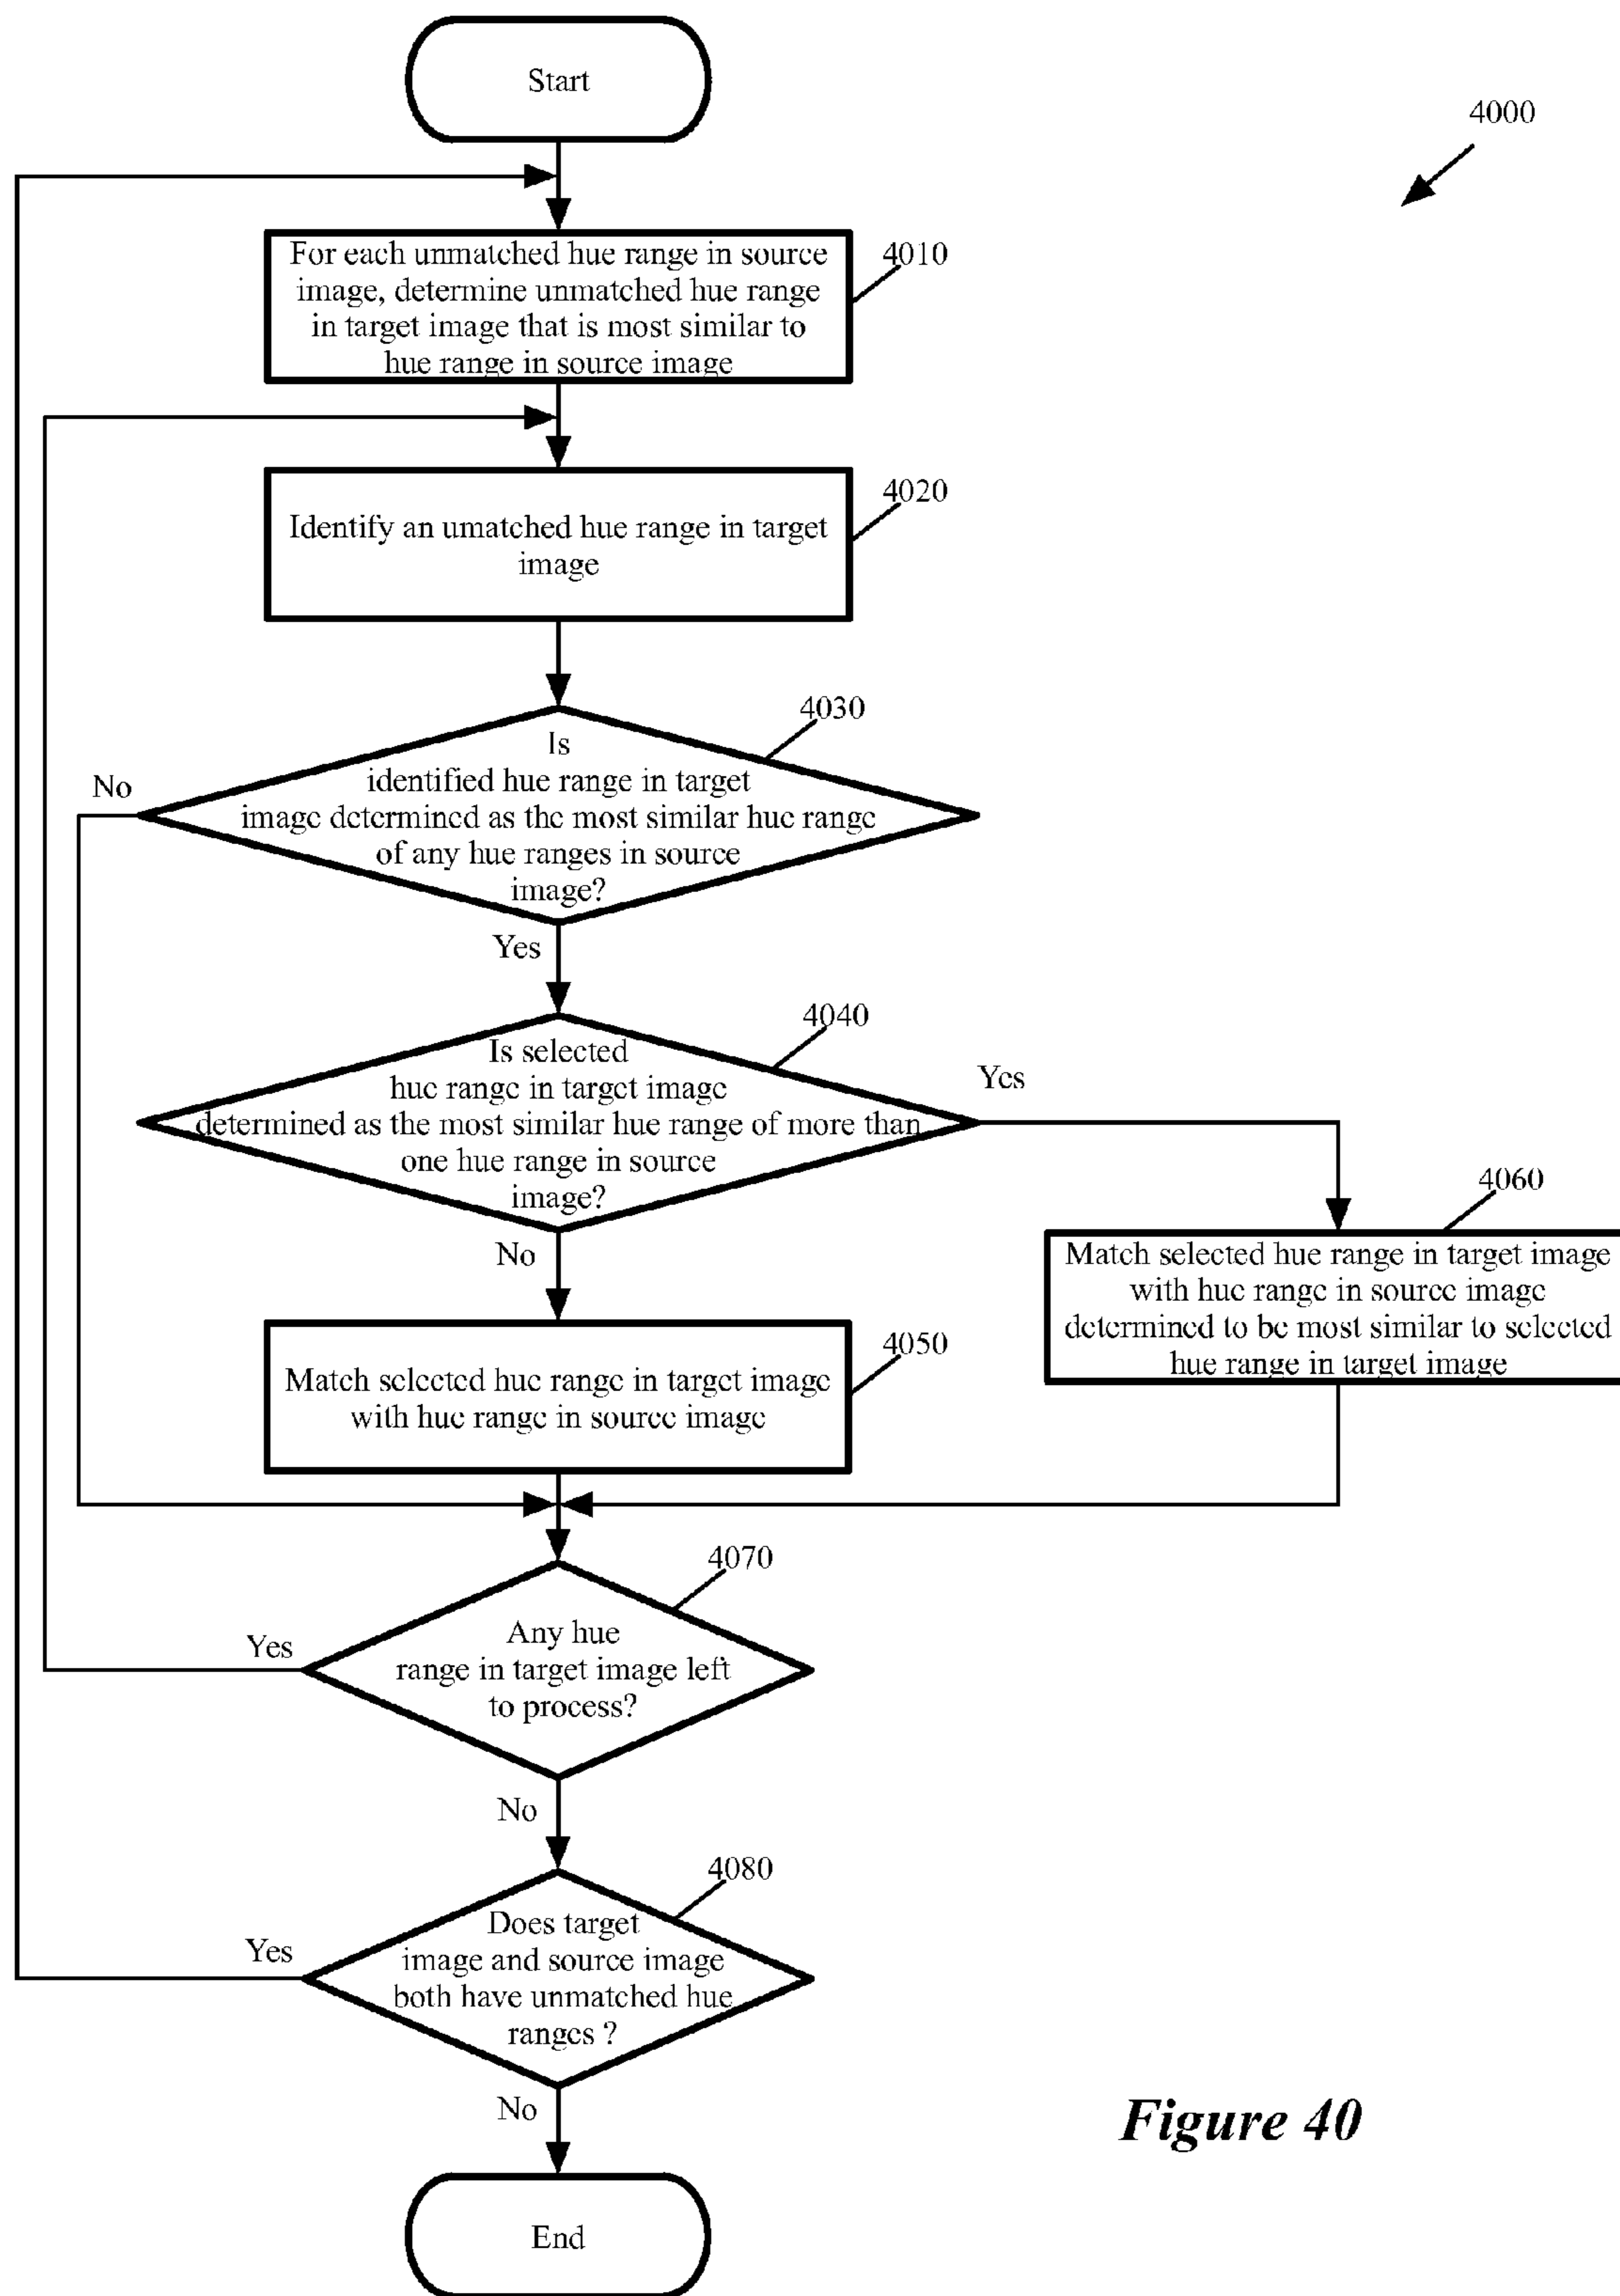 Start
4000
For each unmatched hue range in source
image, determine unmatched hue range
in target image that is most similar to
hue range in source image
4010
Identify an umatched hue range in target
image
4020
4030
Is
identified hue range in target
image determined as the most similar hue range
of any hue ranges in source
image?
No
Yes
4040
Is selected
hue range in target image
determined as the most similar hue range of more than
one hue range in source
image?
Yes
No
4060
Match selected hue range in target image
with hue range in source image
determined to be most similar to selected
hue range in target image
4050
Match selected hue range in target image
with hue range in source image
4070
Any hue
range in target image left
to process?
Yes
No
4080
Does target
image and source image
both have unmatched hue
ranges ?
Yes
No
Figure 40
End